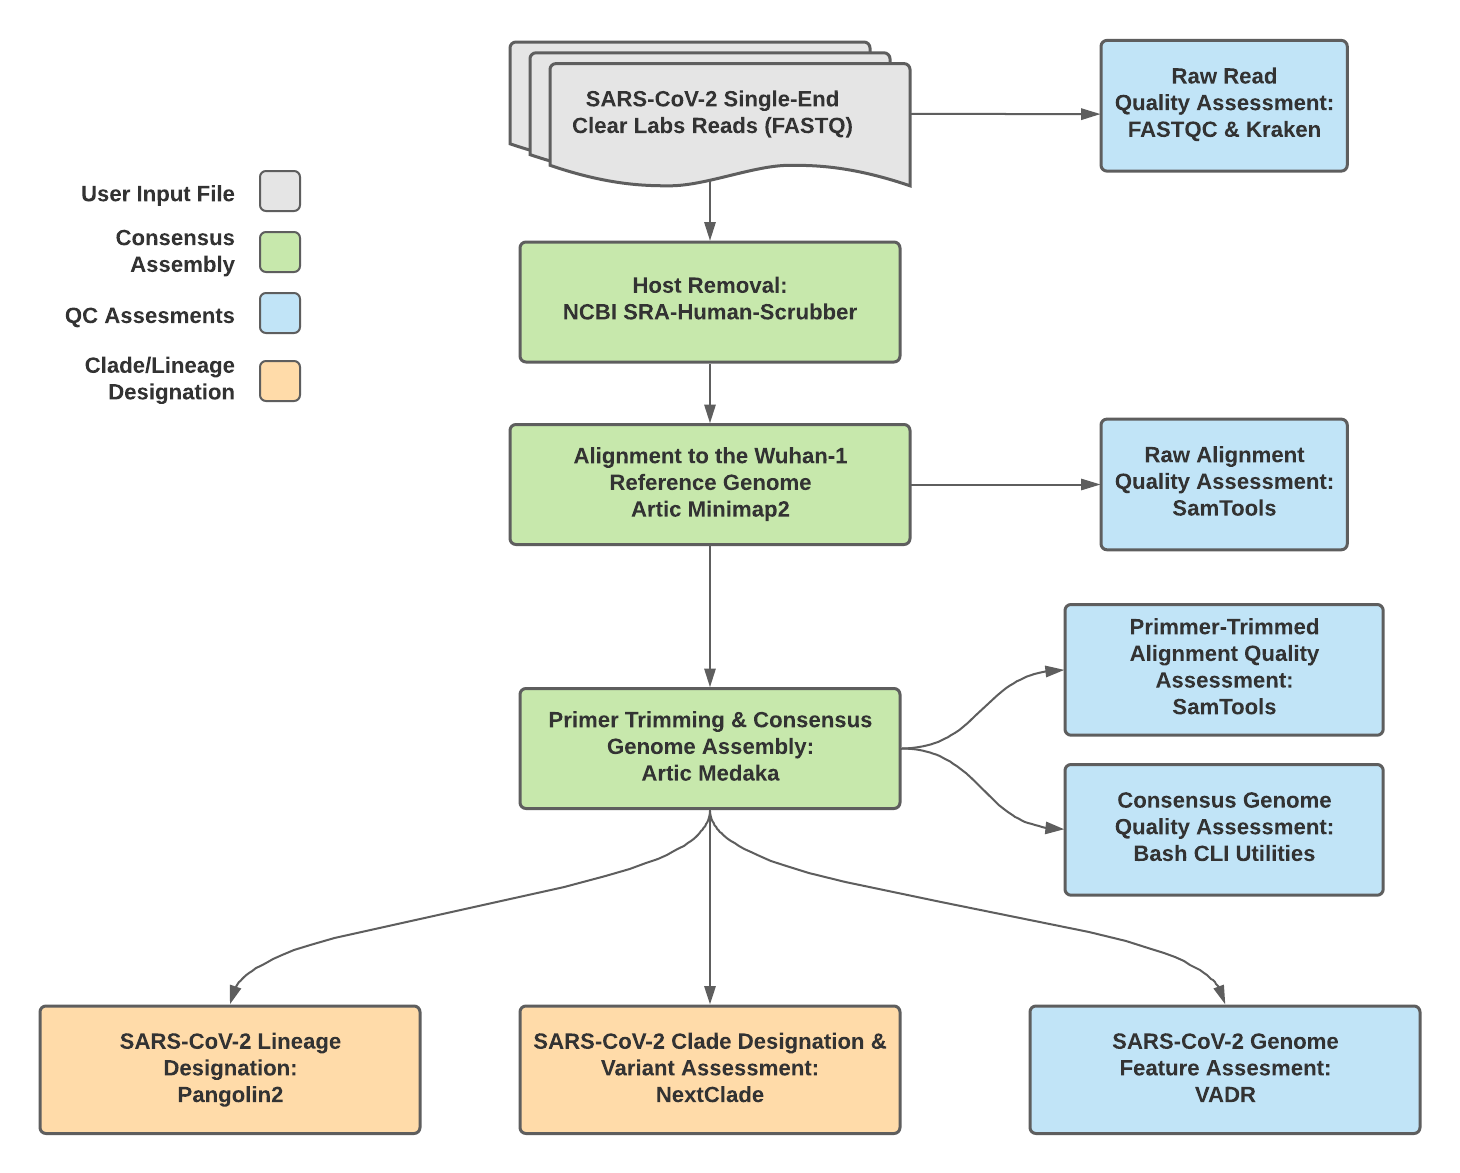 SARS-CoV-2 Single-End
Clear Labs Reads (FASTQ)
Raw Read
Quality Assessment:
FASTQC & Kraken
User Input File
Consensus
Assembly
QC Assesments
Clade/Lineage
Designation
Host Removal:
NCBI SRA-Human-Scrubber
Alignment to the Wuhan-1
Reference Genome
Artic Minimap2
Raw Alignment
Quality Assessment:
SamTools
Primmer-Trimmed
Alignment Quality
Assessment:
SamTools
Primer Trimming & Consensus
Genome Assembly:
Artic Medaka
Consensus Genome
Quality Assessment:
Bash CLI Utilities
SARS-CoV-2 Lineage
Designation:
Pangolin2
SARS-CoV-2 Clade Designation &
Variant Assessment:
NextClade
SARS-CoV-2 Genome
Feature Assesment:
VADR